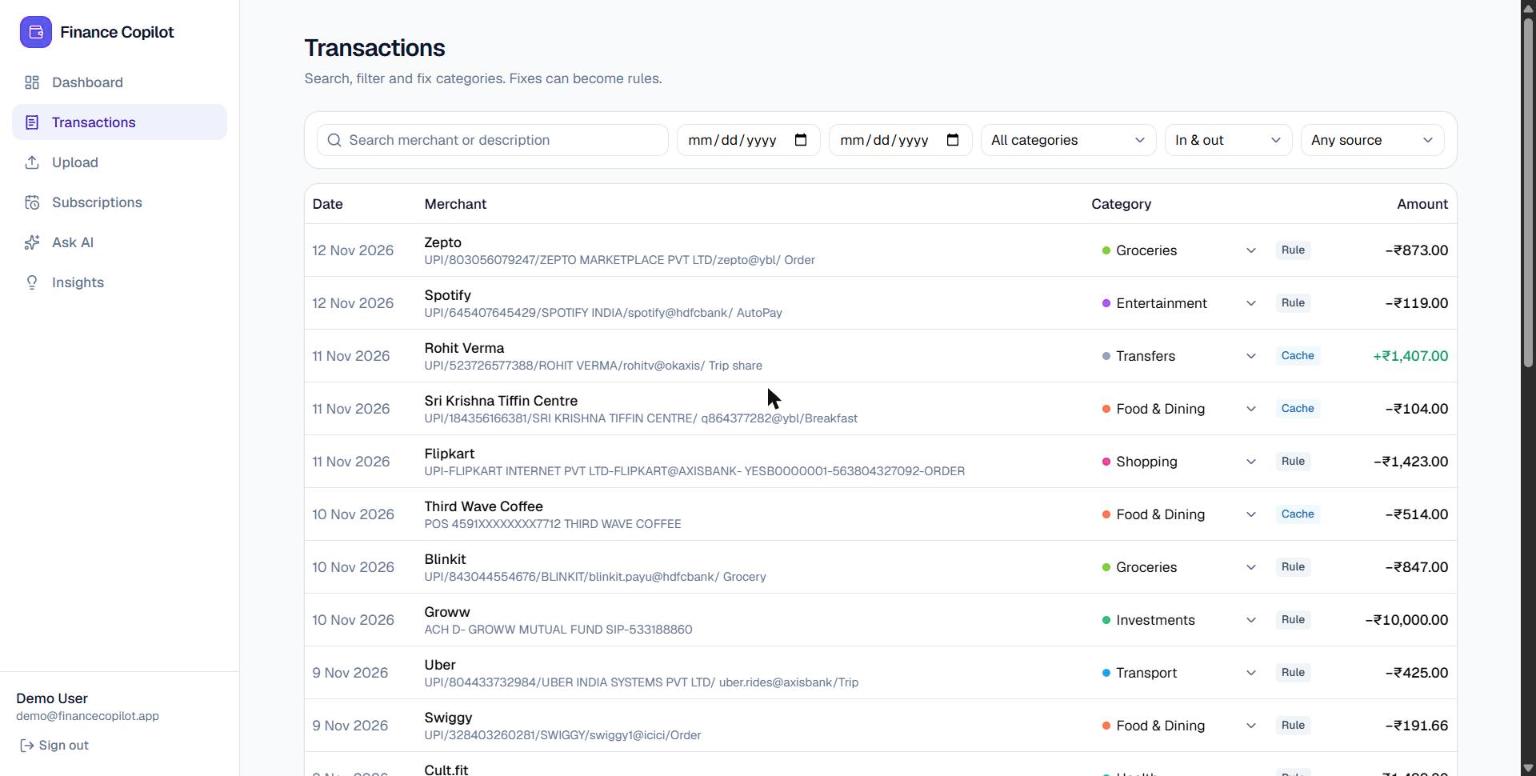 Finance Copilot
Dashboard
Transactions
Upload
Subscriptions
Ask AI
Insights
Demo User
demo@financecopilot.app
Sign out
Transactions
Search, filter and fix categories. Fixes can become rules.
Search merchant or description mm/dd/yyyy mm/dd/yyyy All categories In & out Any source
Date Merchant Category Amount
12 Nov 2026 Zepto Groceries Rule -₹873.00
UPI/803056079247/ZEPTO MARKETPLACE PVT LTD/zepto@ybl/ Order
12 Nov 2026 Spotify Entertainment Rule -₹119.00
UPI/645407645429/SPOTIFY INDIA/spotify@hdfcbank/ AutoPay
11 Nov 2026 Rohit Verma Transfers Cache +₹1,407.00
UPI/523726577388/ROHIT VERMA/rohitv@okaxis/ Trip share
11 Nov 2026 Sri Krishna Tiffin Centre Food & Dining Cache -₹104.00
UPI/184356166381/SRI KRISHNA TIFFIN CENTRE/ q864377282@ybl/Breakfast
11 Nov 2026 Flipkart Shopping Rule -₹1,423.00
UPI-FLIPKART INTERNET PVT LTD-FLIPKART@AXISBANK- YESB0000001-563804327092-ORDER
10 Nov 2026 Third Wave Coffee Food & Dining Cache -₹514.00
POS 4591XXXXXXXX7712 THIRD WAVE COFFEE
10 Nov 2026 Blinkit Groceries Rule -₹847.00
UPI/843044554676/BLINKIT/blinkit.payu@hdfcbank/ Grocery
10 Nov 2026 Groww Investments Rule -₹10,000.00
ACH D- GROWW MUTUAL FUND SIP-533188860
9 Nov 2026 Uber Transport Rule -₹425.00
UPI/804433732984/UBER INDIA SYSTEMS PVT LTD/ uber.rides@axisbank/Trip
9 Nov 2026 Swiggy Food & Dining Rule -₹191.66
UPI/328403260281/SWIGGY/swiggy1@icici/Order
Cult.fit